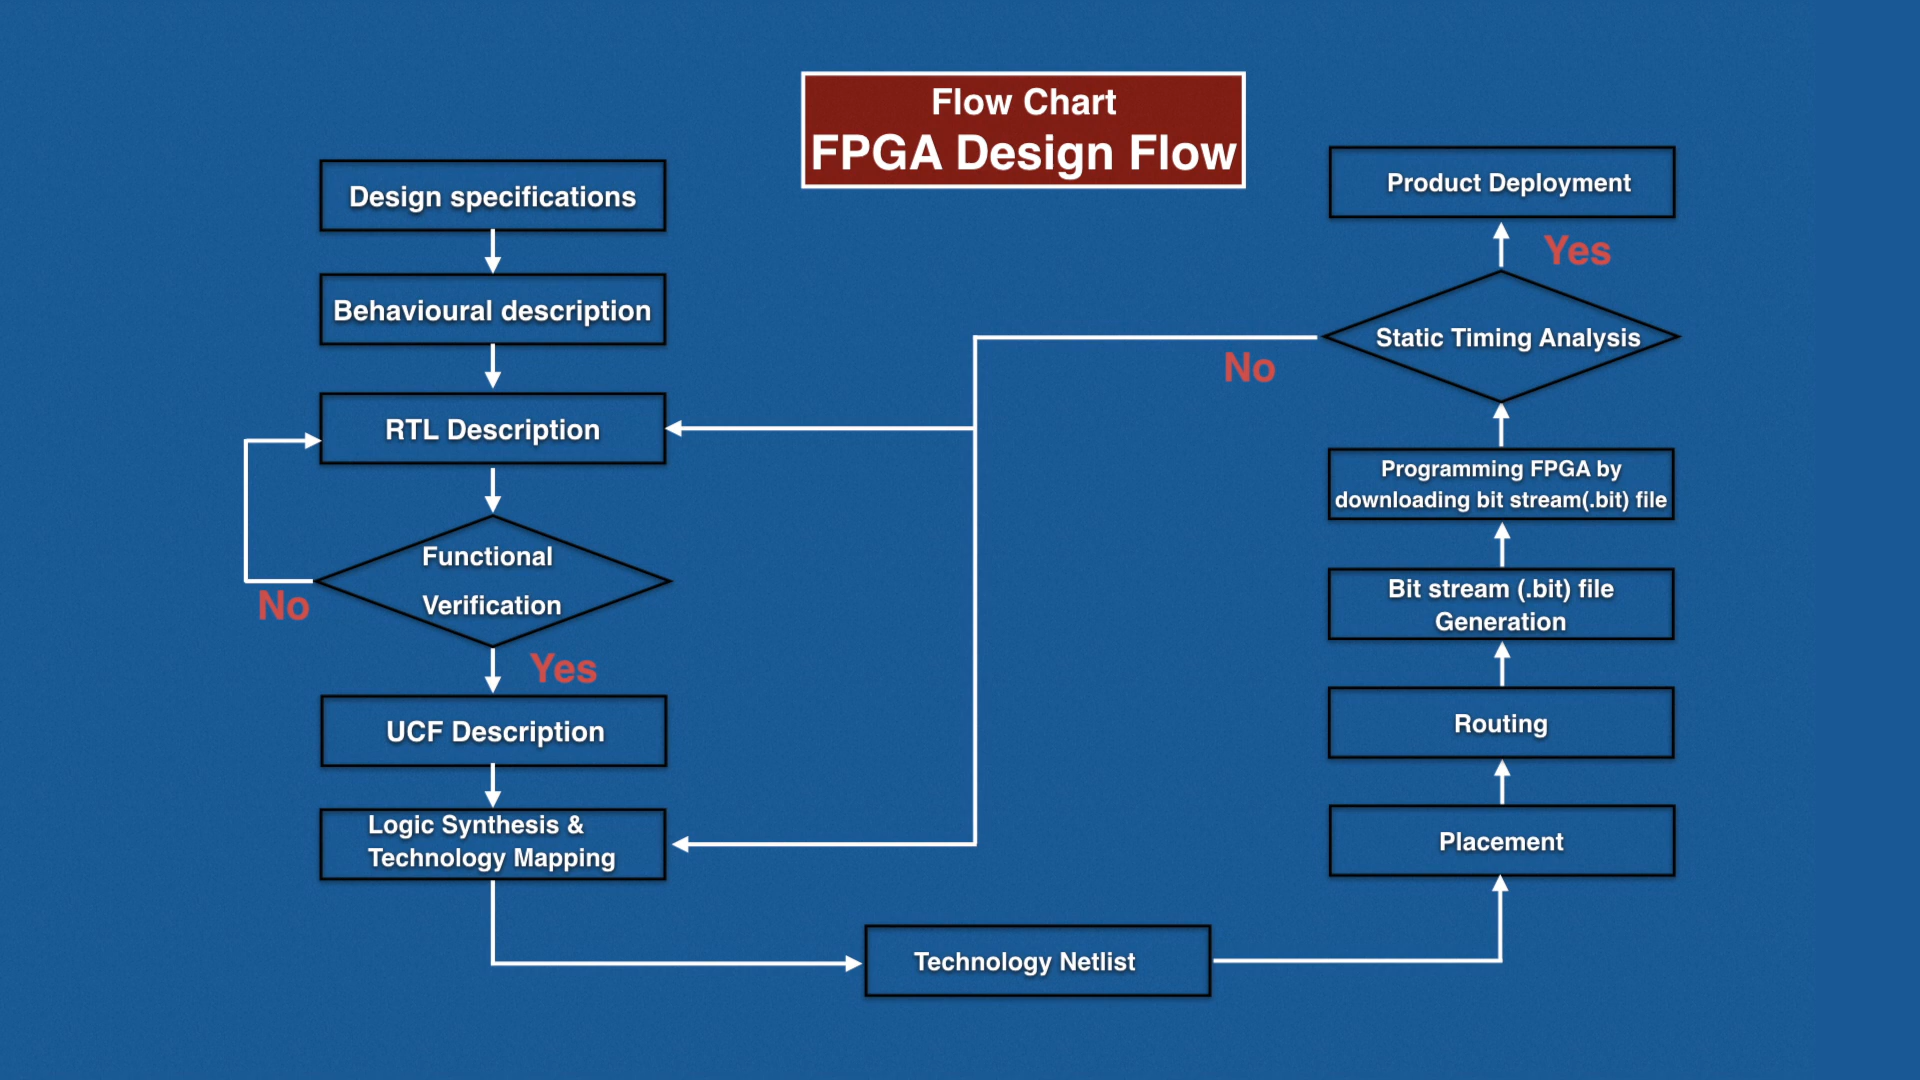 Flow Chart
FPGA Design Flow
Design specifications
Behavioural description
RTL Description
No
Functional
Verification
Yes
UCF Description
Logic Synthesis &
Technology Mapping
Technology Netlist
Placement
Routing
Bit stream (.bit) file
Generation
Programming FPGA by
downloading bit stream(.bit) file
Static Timing Analysis
No
Yes
Product Deployment